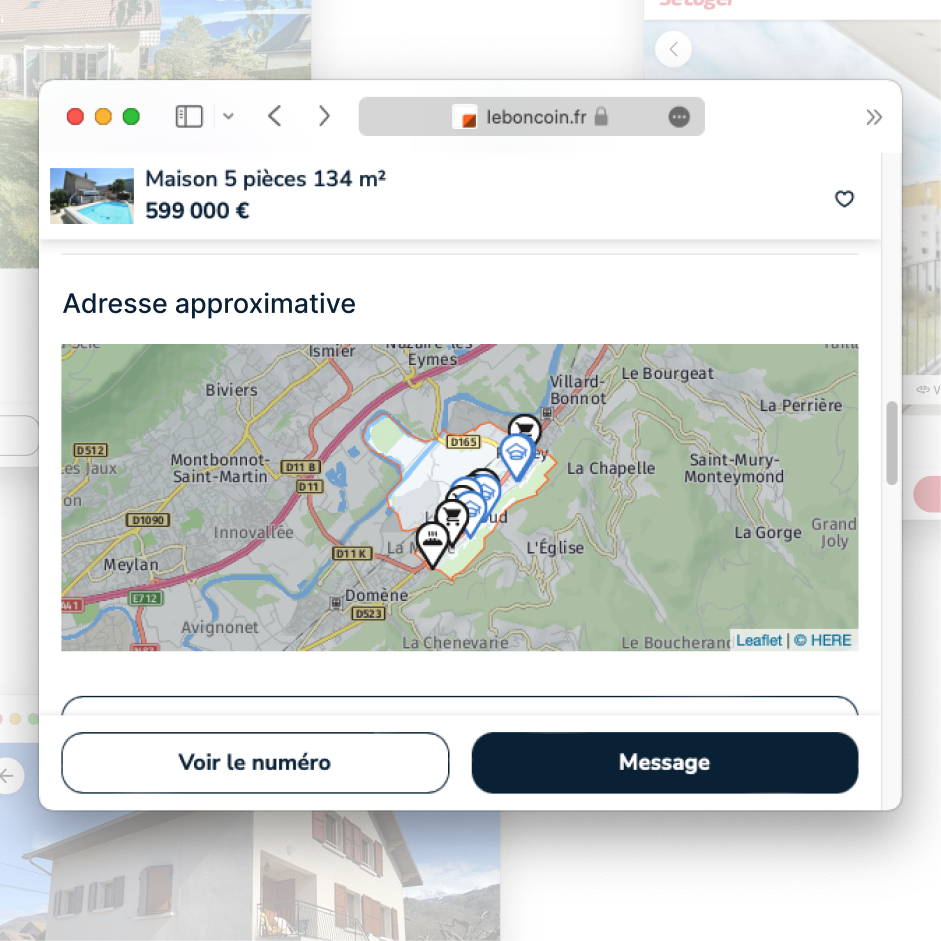 SeLoger
leboncoin.fr
Maison 5 pièces 134 m²
599 000 €
Adresse approximative
Ismier
Nazaire-les
Eymes
Biviers
Villard-
Bonnot
Le Bourgeat
La Perrière
D512
D165
Les Jaux
Montbonnot-
Saint-Martin
D11 B
D11
La Chapelle
Saint-Mury-
Monteymond
on
D1090
Innovallée
La Gorge
Grand
Joly
Meylan
D11 K
L'Église
A41
E712
Domène
D523
Avignonet
La Chenevarie
Le Boucherand
Leaflet | © HERE
Voir le numéro
Message